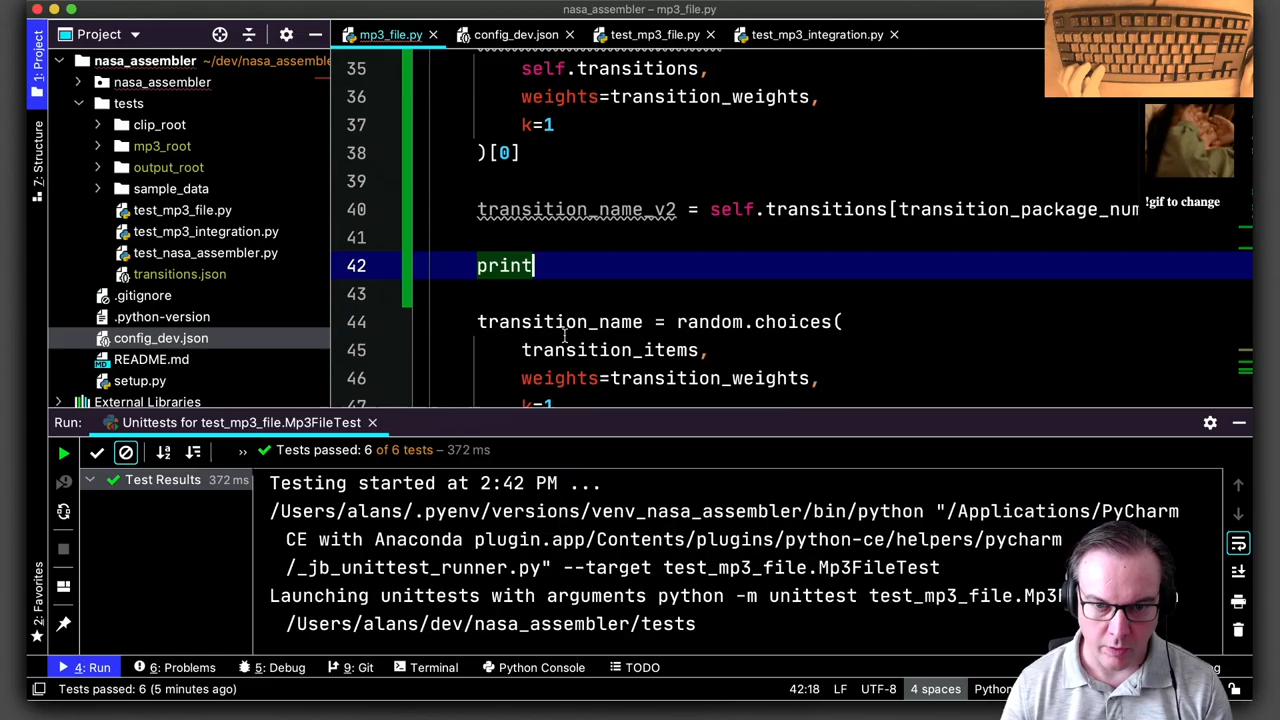 nasa_assembler – mp3_file.py
Project
mp3_file.py
config_dev.json
test_mp3_file.py
test_mp3_integration.py
1: Project
7: Structure
2: Favorites
nasa_assembler ~/dev/nasa_assemble
nasa_assembler
tests
clip_root
mp3_root
output_root
sample_data
test_mp3_file.py
test_mp3_integration.py
test_nasa_assembler.py
transitions.json
.gitignore
.python-version
config_dev.json
README.md
setup.py
External Libraries
35 self.transitions,
36 weights=transition_weights,
37 k=1
38 )[0]
39
40 transition_name_v2 = self.transitions[transition_package_num
41
42 print
43
44 transition_name = random.choices(
45 transition_items,
46 weights=transition_weights,
47 k=1
!gif to change
Run: Unittests for test_mp3_file.Mp3FileTest
Tests passed: 6 of 6 tests – 372 ms
Test Results 372 ms
Testing started at 2:42 PM ...
/Users/alans/.pyenv/versions/venv_nasa_assembler/bin/python "/Applications/PyCharm
CE with Anaconda plugin.app/Contents/plugins/python-ce/helpers/pycharm
/_jb_unittest_runner.py" --target test_mp3_file.Mp3FileTest
Launching unittests with arguments python -m unittest test_mp3_file.Mp3F
/Users/alans/dev/nasa_assembler/tests
4: Run
6: Problems
5: Debug
9: Git
Terminal
Python Console
TODO
Tests passed: 6 (5 minutes ago)
42:18 LF UTF-8 4 spaces Python